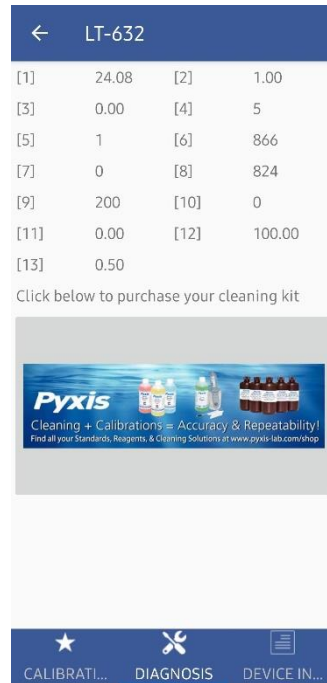 LT-632
[1] 24.08 [2] 1.00
[3] 0.00 [4] 5
[5] 1 [6] 866
[7] 0 [8] 824
[9] 200 [10] 0
[11] 0.00 [12] 100.00
[13] 0.50
Click below to purchase your cleaning kit
Pyxis
Cleaning + Calibrations = Accuracy & Repeatability!
Find all your Standards, Reagents, & Cleaning Solutions at www.pyxis-lab.com/shop
CALIBRATI... DIAGNOSIS DEVICE IN...